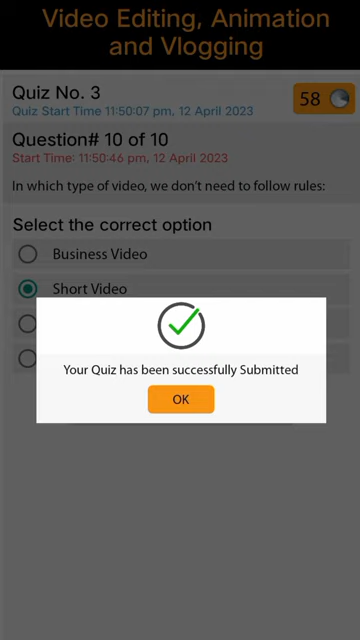 Video Editing, Animation
and Vlogging
Quiz No. 3
Quiz Start Time 11:50:07 pm, 12 April 2023
58
Question# 10 of 10
Start Time: 11:50:46 pm, 12 April 2023
In which type of video, we don't need to follow rules:
Select the correct option
Business Video
Short Video
Your Quiz has been successfully Submitted
OK